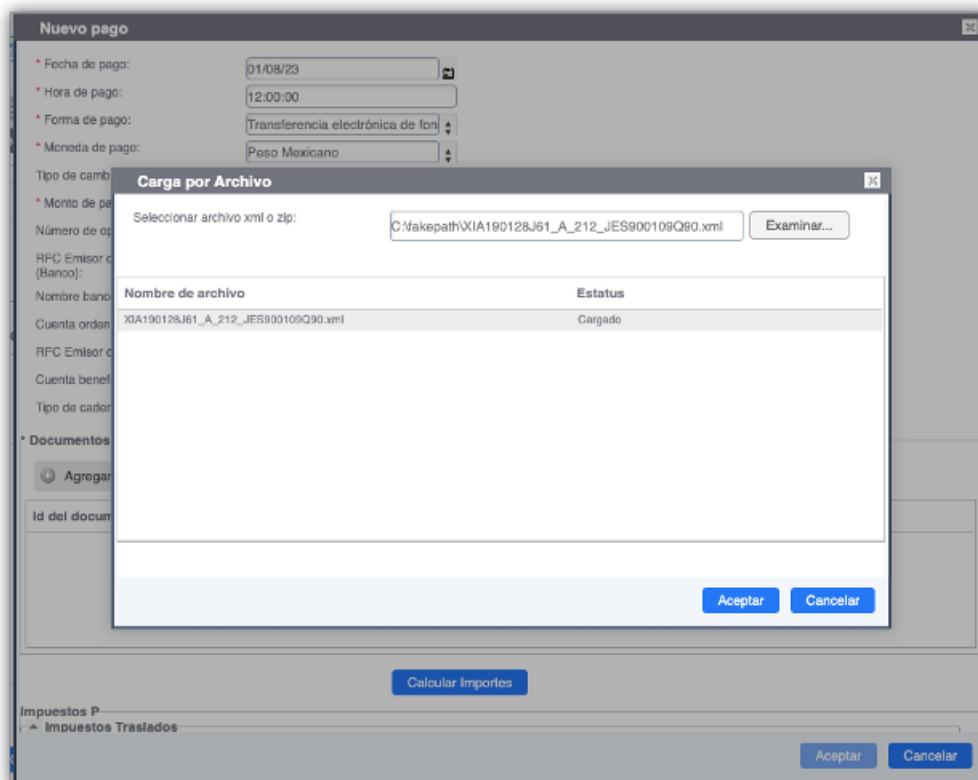 Nuevo pago
* Fecha de pago: 01/08/23
* Hora de pago: 12:00:00
* Forma de pago: Transferencia electrónica de fon
* Moneda de pago: Peso Mexicano
Tipo de camb
* Monto de pa
Número de op
RFC Emisor c
(Banco):
Nombre banc
Cuenta orden
RFC Emisor c
Cuenta benef
Tipo de cader
Carga por Archivo
Seleccionar archivo xml o zip: C:\fakepath\XIA190128J61_A_212_JES900109Q90.xml Examinar...
Nombre de archivo Estatus
XIA190128J61_A_212_JES900109Q90.xml Cargado
Aceptar Cancelar
* Documentos
Agregar
Id del docum
Calcular Importes
Impuestos P
Impuestos Traslados
Aceptar Cancelar